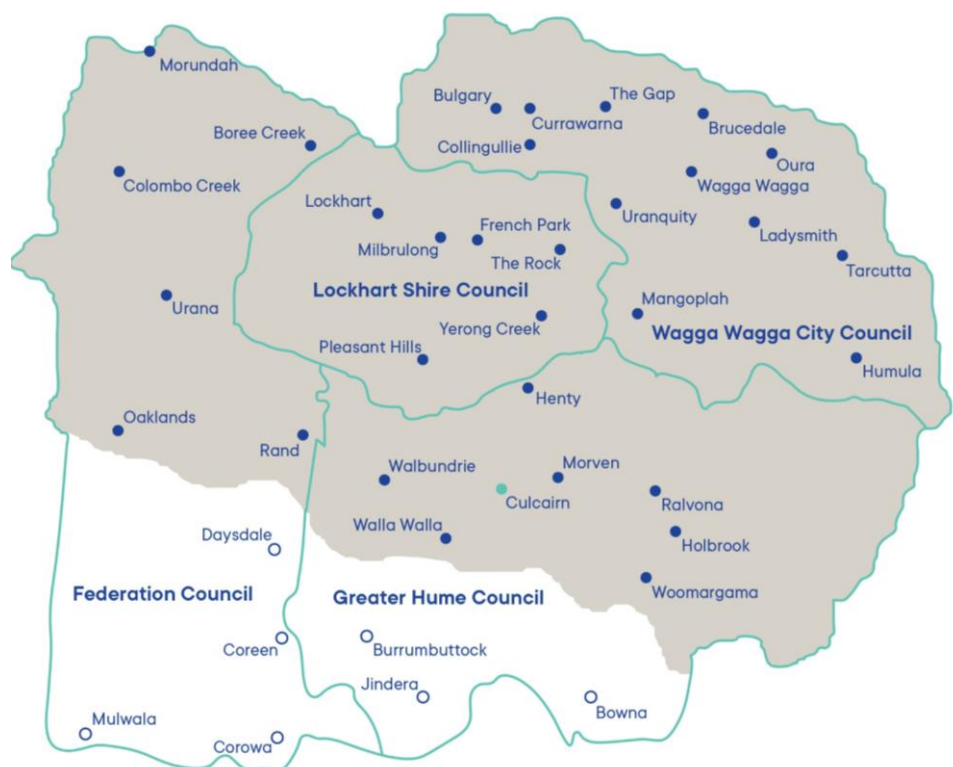 Morundah
Boree Creek
Colombo Creek
Bulgary
Currawarna
The Gap
Collingullie
Brucedale
Oura
Wagga Wagga
Uranquity
Ladysmith
Tarcutta
Lockhart
Milbrulong
French Park
The Rock
Lockhart Shire Council
Urana
Yerong Creek
Mangoplah
Wagga Wagga City Council
Pleasant Hills
Humula
Henty
Oaklands
Rand
Walbundrie
Morven
Culcairn
Ralvona
Walla Walla
Holbrook
Daysdale
Woomargama
Federation Council
Greater Hume Council
Coreen
Burrumbuttock
Jindera
Bowna
Mulwala
Corowa